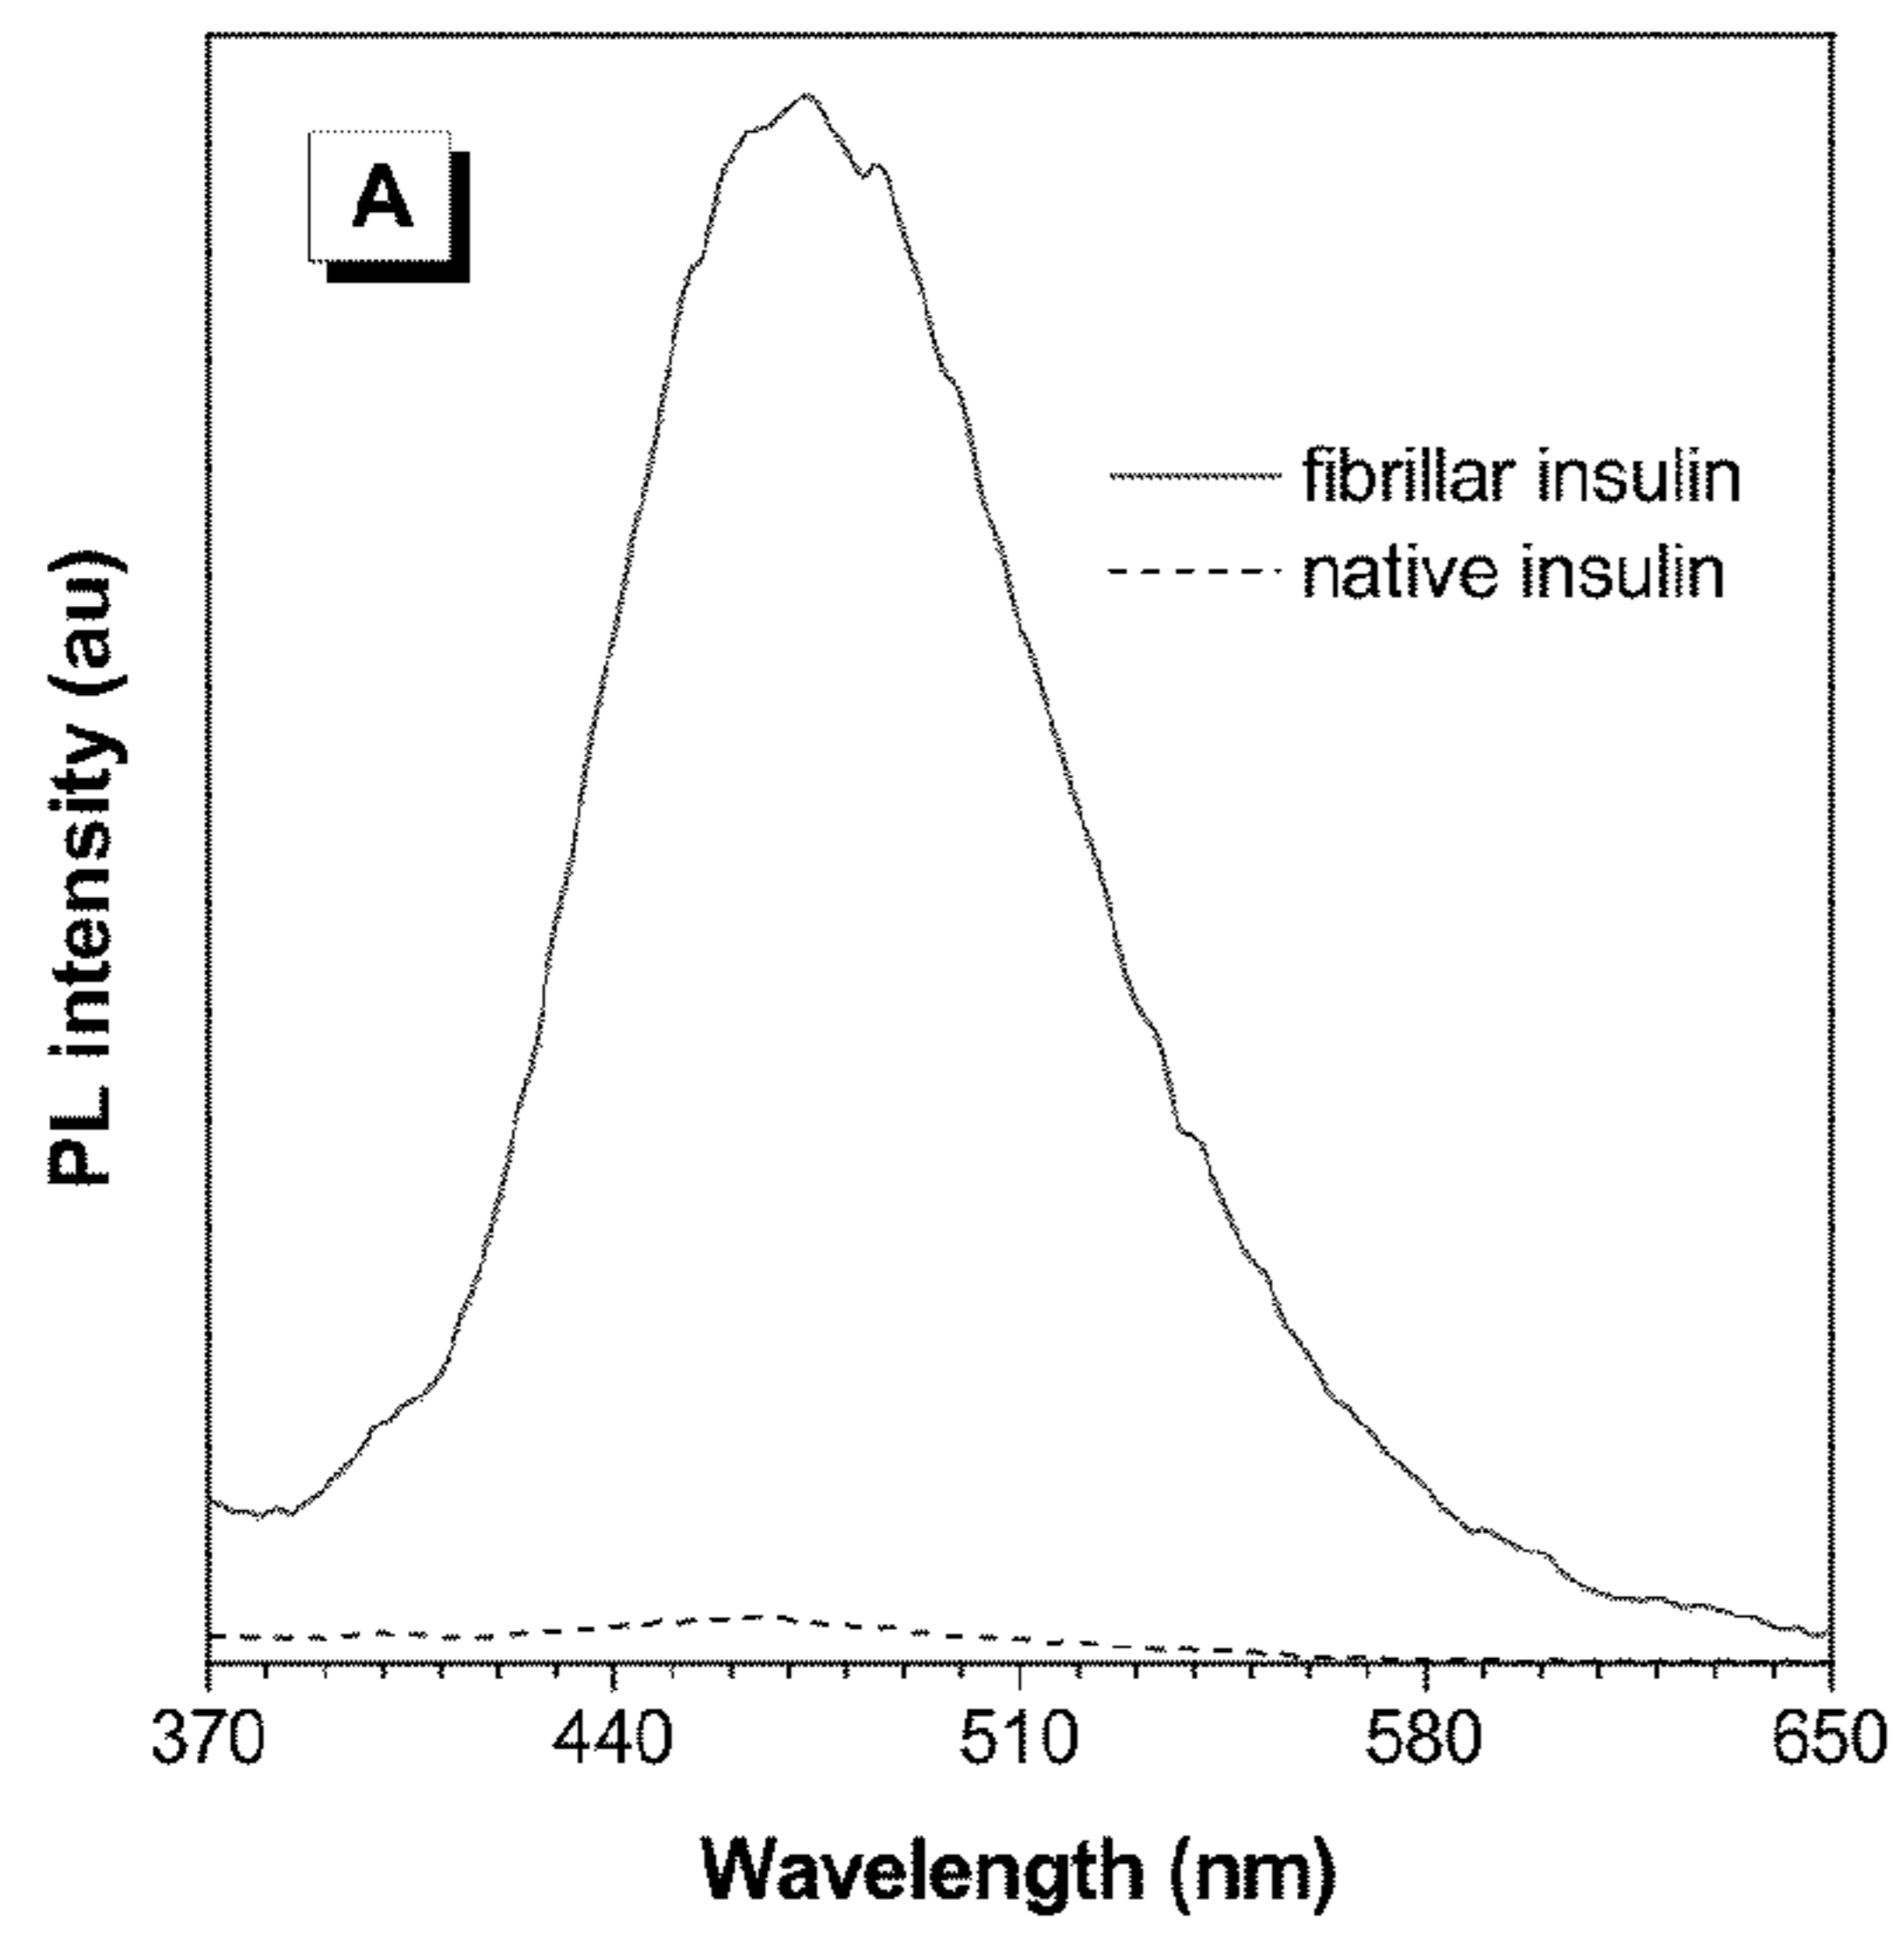 A
fibrillar insulin
native insulin
PL intensity (au)
370 440 510 580 650
Wavelength (nm)